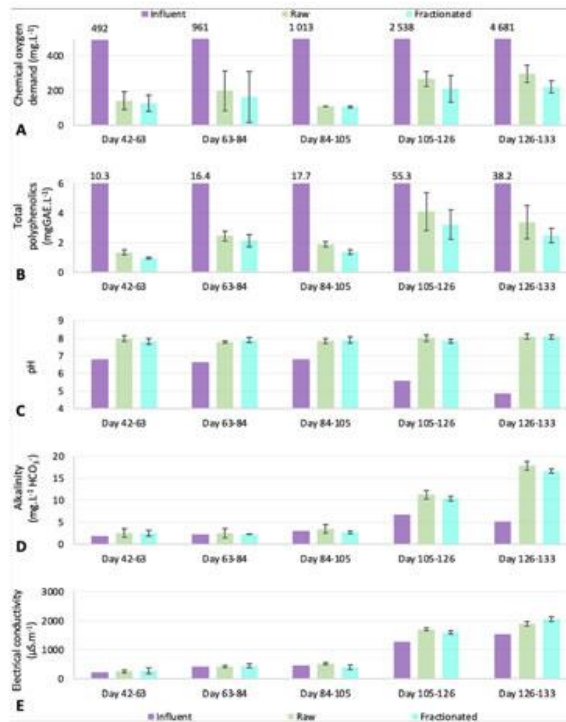 Influent Raw Fractionated
Chemical oxygen
demand (mg.L⁻¹)
492 961 1 013 2 538 4 681
400
200
0
A
Day 42-63 Day 63-84 Day 84-105 Day 105-126 Day 126-133
Total
polyphenolics
(mgGAE.L⁻¹)
10.3 16.4 17.7 55.3 38.2
6
4
2
0
B
Day 42-63 Day 63-84 Day 84-105 Day 105-126 Day 126-133
pH
9
8
7
6
5
4
C
Day 42-63 Day 63-84 Day 84-105 Day 105-126 Day 126-133
Alkalinity
(mg.L⁻¹ HCO₃⁻)
20
15
10
5
0
D
Day 42-63 Day 63-84 Day 84-105 Day 105-126 Day 126-133
Electrical conductivity
(µS.m⁻¹)
3000
2000
1000
0
E
Day 42-63 Day 63-84 Day 84-105 Day 105-126 Day 126-133
Influent Raw Fractionated